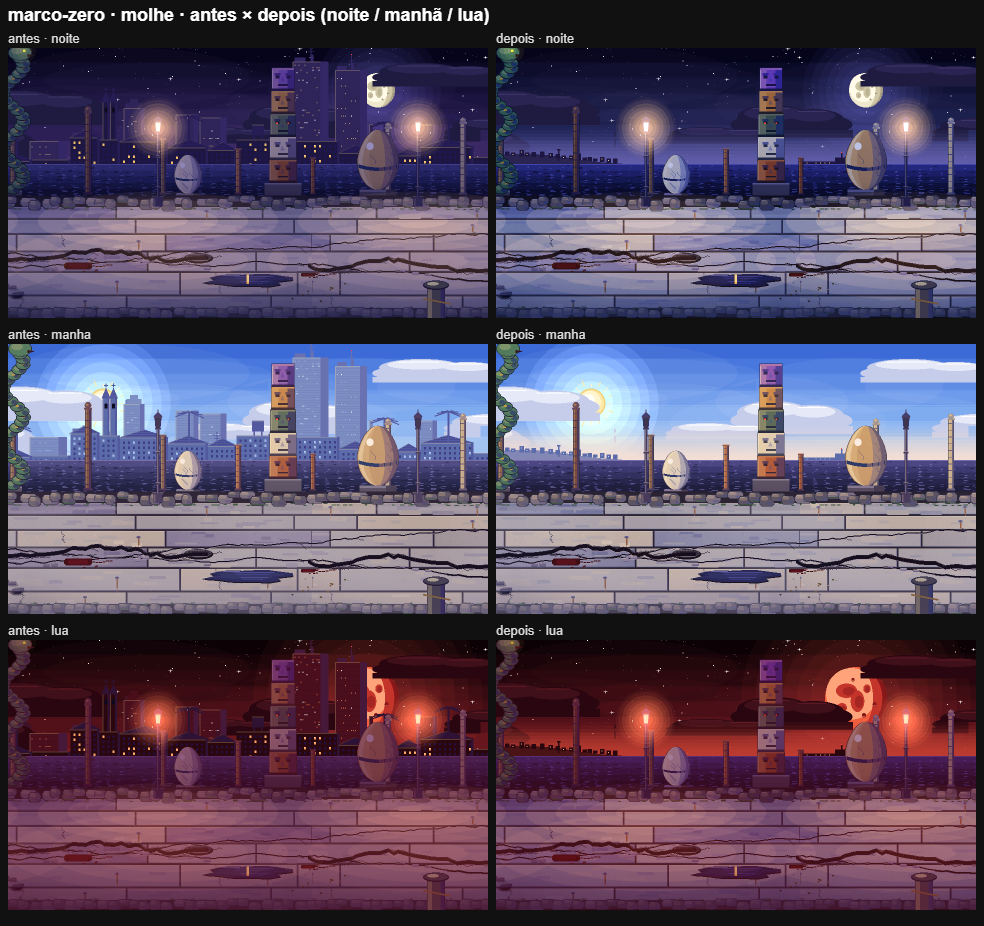 marco-zero · molhe · antes × depois (noite / manhã / lua)
antes · noite
depois · noite
antes · manha
depois · manha
antes · lua
depois · lua